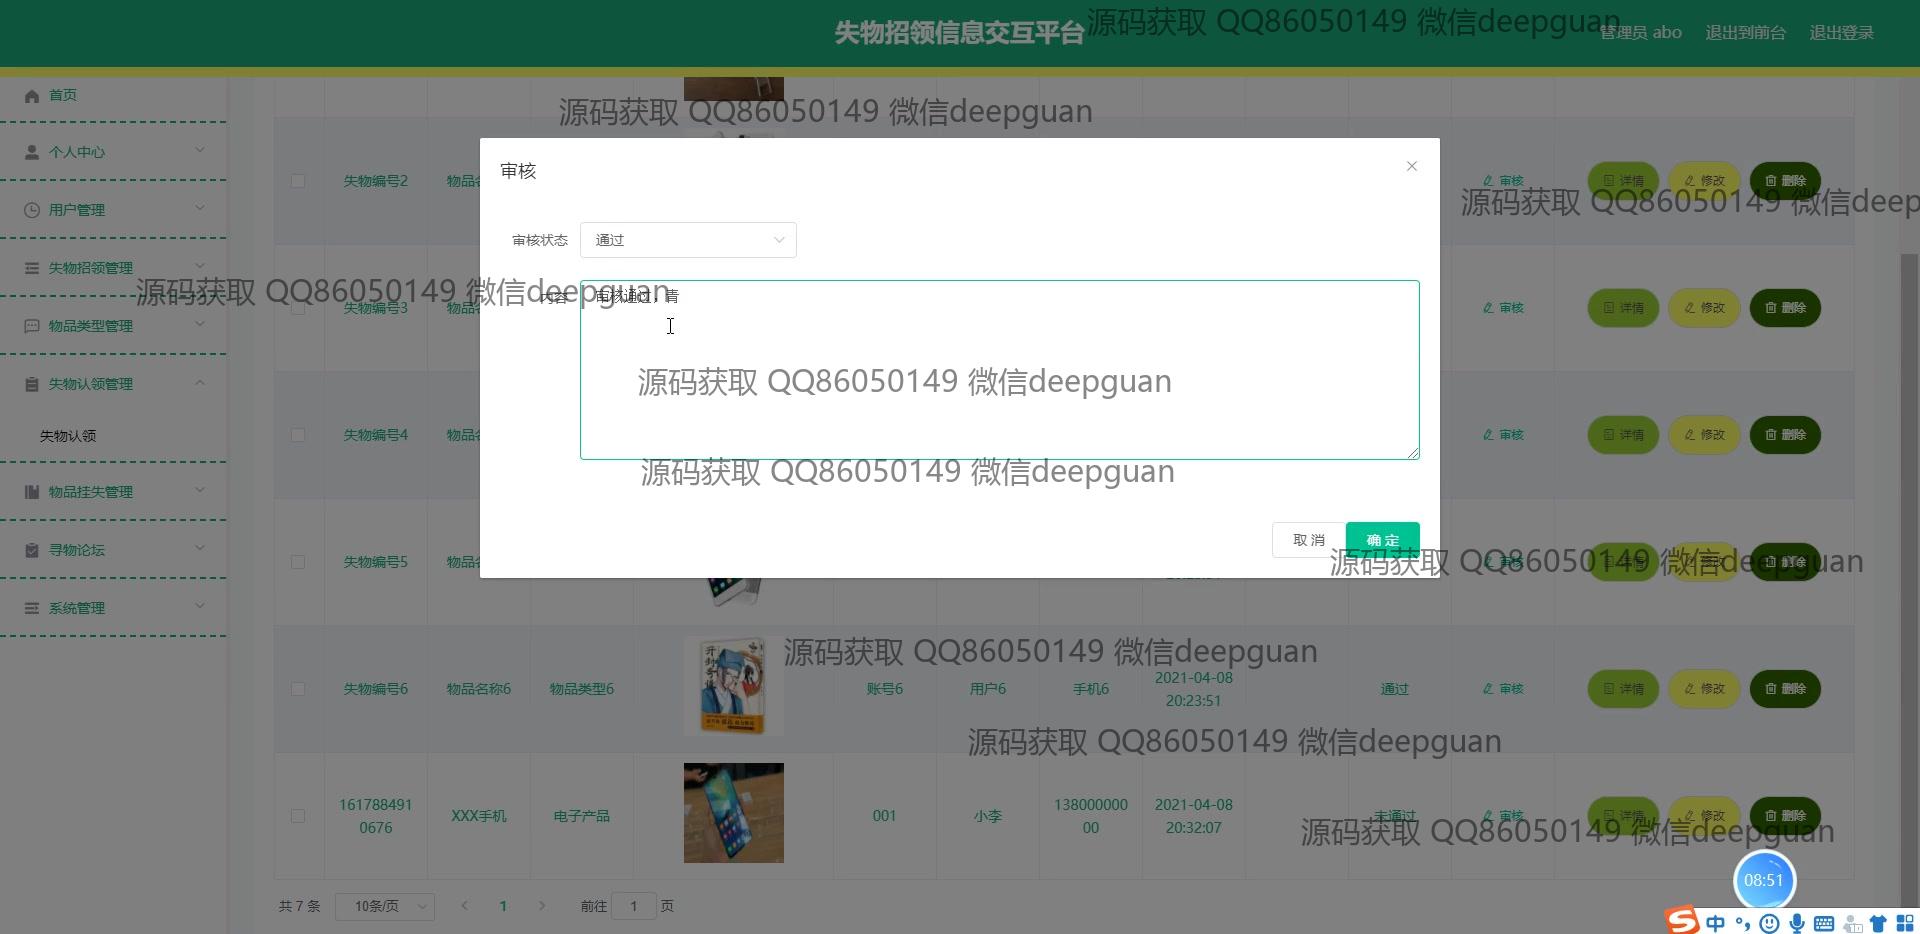 失物招领信息交互平台
管理员 abo 退出到前台 退出登录
源码获取 QQ86050149 微信deepguan
首页
源码获取 QQ86050149 微信deepguan
个人中心
审核
失物编号2
审核 详情 修改 删除
源码获取 QQ86050149 微信deep
用户管理
审核状态 通过
失物招领管理
源码获取 QQ86050149 微信deepguan
内容 审核通过，青
失物编号3
审核 详情 修改 删除
物品类型管理
失物认领管理
源码获取 QQ86050149 微信deepguan
失物认领
失物编号4
审核 详情 修改 删除
源码获取 QQ86050149 微信deepguan
物品挂失管理
取消 确定
寻物论坛
失物编号5
审核 详情 修改 删除
源码获取 QQ86050149 微信deepguan
系统管理
源码获取 QQ86050149 微信deepguan
失物编号6 物品名称6 物品类型6 账号6 用户6 手机6 2021-04-08 20:23:51 通过 审核 详情 修改 删除
源码获取 QQ86050149 微信deepguan
1617884910676 XXX手机 电子产品 001 小李 13800000000 2021-04-08 20:32:07 未通过 审核 详情 修改 删除
源码获取 QQ86050149 微信deepguan
08:51
共 7 条 10条/页 1 前往 1 页
中